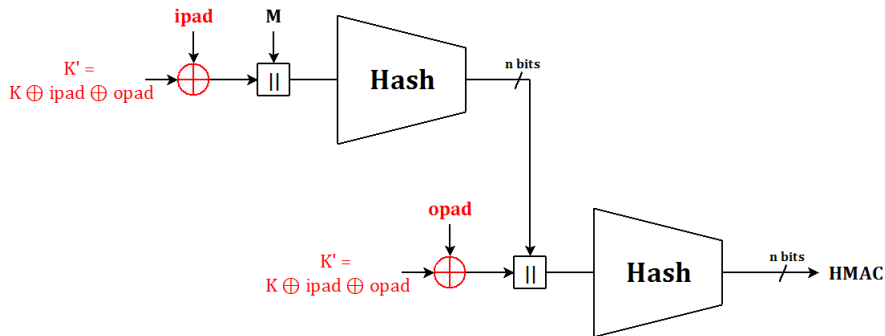 ipad
M
K' =
K ⊕ ipad ⊕ opad
||
Hash
n bits
opad
K' =
K ⊕ ipad ⊕ opad
||
Hash
n bits
HMAC